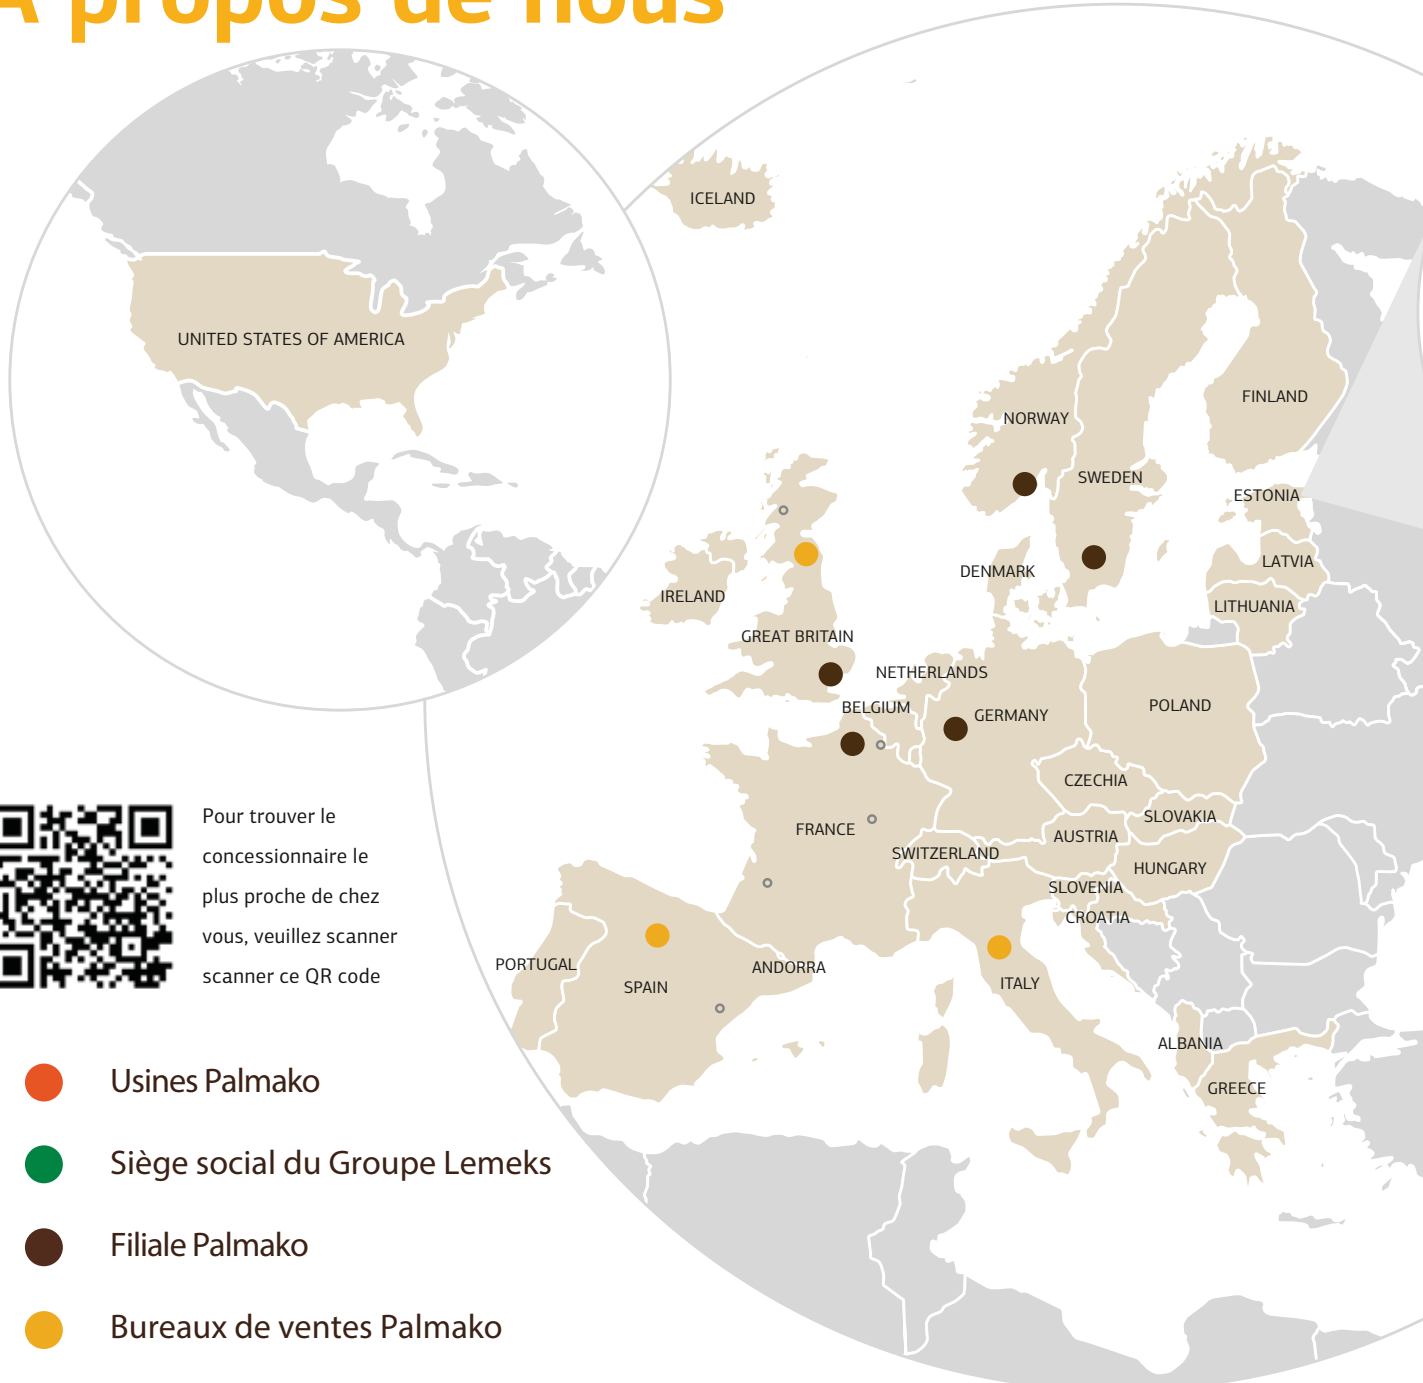 À propos de nous
ICELAND
UNITED STATES OF AMERICA
FINLAND
NORWAY
SWEDEN
ESTONIA
LATVIA
DENMARK
IRELAND
LITHUANIA
GREAT BRITAIN
NETHERLANDS
BELGIUM
GERMANY
POLAND
CZECHIA
SLOVAKIA
FRANCE
AUSTRIA
SWITZERLAND
HUNGARY
SLOVENIA
CROATIA
PORTUGAL
ANDORRA
SPAIN
ITALY
ALBANIA
GREECE
Pour trouver le
concessionnaire le
plus proche de chez
vous, veuillez scanner
scanner ce QR code
Usines Palmako
Siège social du Groupe Lemeks
Filiale Palmako
Bureaux de ventes Palmako